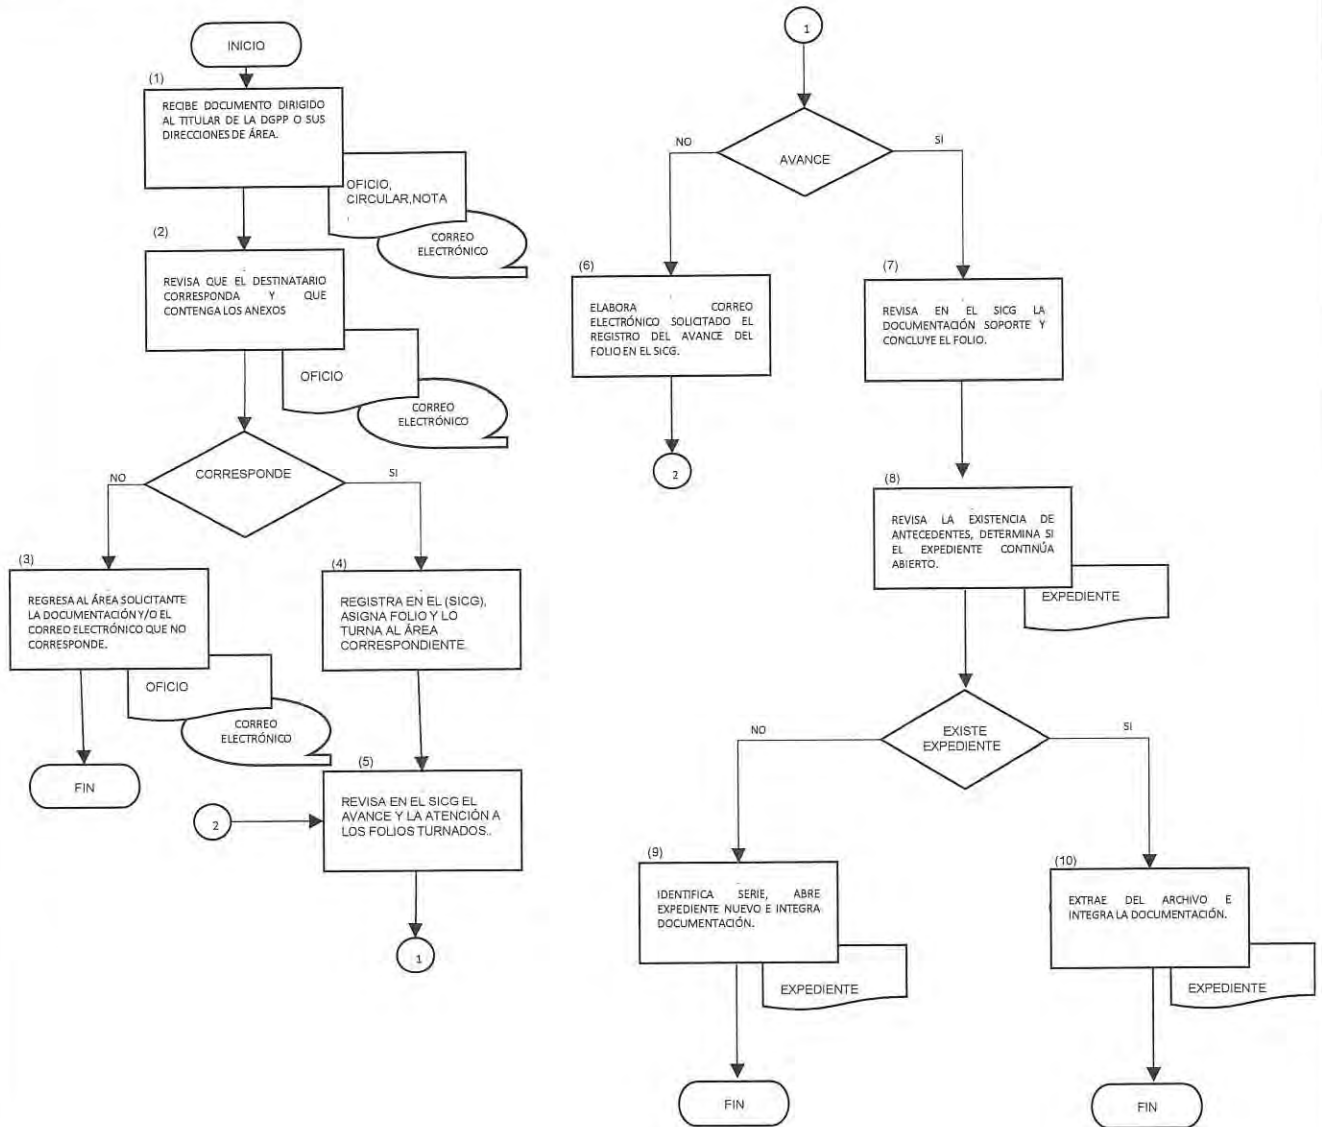 INICIO
(1)
RECIBE DOCUMENTO DIRIGIDO
AL TITULAR DE LA DGPP O SUS
DIRECCIONES DE ÁREA.
OFICIO,
CIRCULAR,NOTA
CORREO
ELECTRÓNICO
(2)
REVISA QUE EL DESTINATARIO
CORRESPONDA Y QUE
CONTENGA LOS ANEXOS
OFICIO
CORREO
ELECTRÓNICO
CORRESPONDE
NO
SI
(3)
REGRESA AL ÁREA SOLICITANTE
LA DOCUMENTACIÓN Y/O EL
CORREO ELECTRÓNICO QUE NO
CORRESPONDE.
OFICIO
CORREO
ELECTRÓNICO
FIN
(4)
REGISTRA EN EL (SICG),
ASIGNA FOLIO Y LO
TURNA AL ÁREA
CORRESPONDIENTE.
(5)
REVISA EN EL SICG EL
AVANCE Y LA ATENCIÓN A
LOS FOLIOS TURNADOS..
2
1
1
AVANCE
NO
SI
(6)
ELABORA CORREO
ELECTRÓNICO SOLICITADO EL
REGISTRO DEL AVANCE DEL
FOLIO EN EL SICG.
2
(7)
REVISA EN EL SICG LA
DOCUMENTACIÓN SOPORTE Y
CONCLUYE EL FOLIO.
(8)
REVISA LA EXISTENCIA DE
ANTECEDENTES, DETERMINA SI
EL EXPEDIENTE CONTINÚA
ABIERTO.
EXPEDIENTE
EXISTE
EXPEDIENTE
NO
SI
(9)
IDENTIFICA SERIE, ABRE
EXPEDIENTE NUEVO E INTEGRA
DOCUMENTACIÓN.
EXPEDIENTE
FIN
(10)
EXTRAE DEL ARCHIVO E
INTEGRA LA DOCUMENTACIÓN.
EXPEDIENTE
FIN